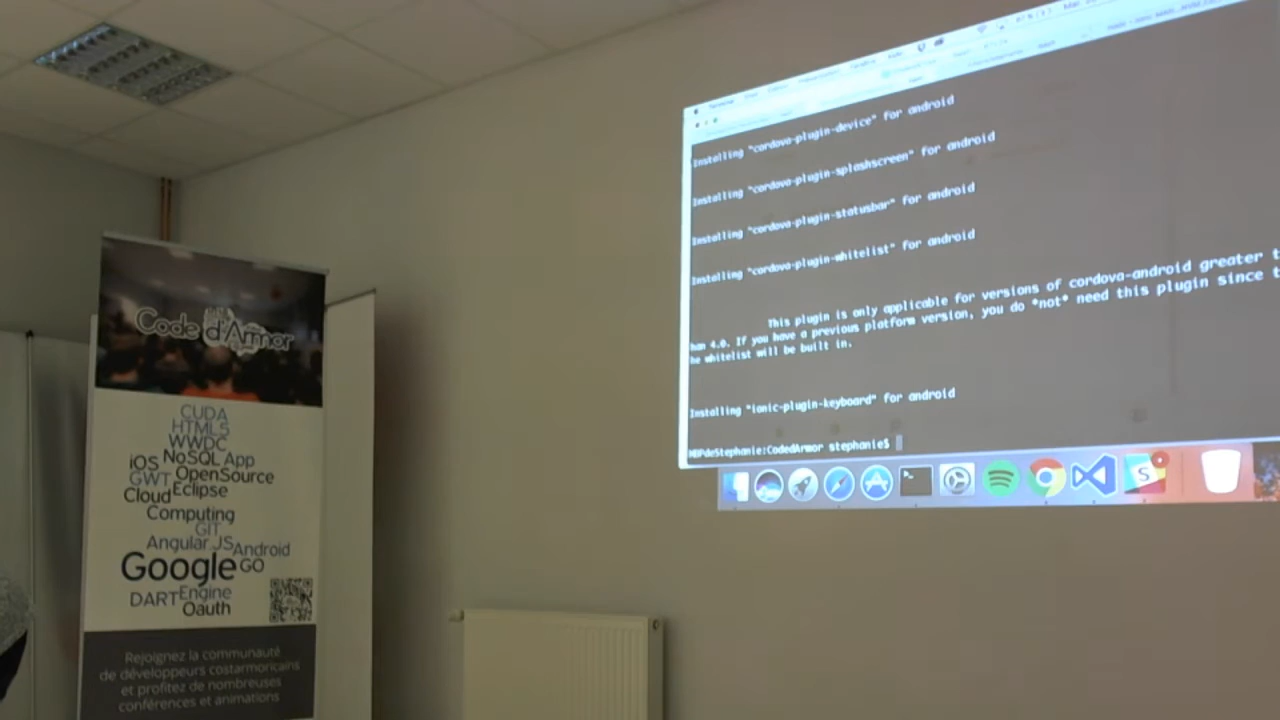 Code d'Armor
CUDA
HTML5
WWDC
iOS NoSQL App
GWT OpenSource
Cloud Eclipse
Computing
GIT
Angular.JS Android
Google GO
DART Engine
Oauth
Rejoignez la communauté
de développeurs costarmoricains
et profitez de nombreuses
conférences et animations
Installing "cordova-plugin-device" for android
Installing "cordova-plugin-splashscreen" for android
Installing "cordova-plugin-statusbar" for android
Installing "cordova-plugin-whitelist" for android
This plugin is only applicable for versions of cordova-android greater t
han 4.0. If you have a previous platform version, you do *not* need this plugin since t
he whitelist will be built in.
Installing "ionic-plugin-keyboard" for android
MBPdeStephanie:CodedArmor stephanie$